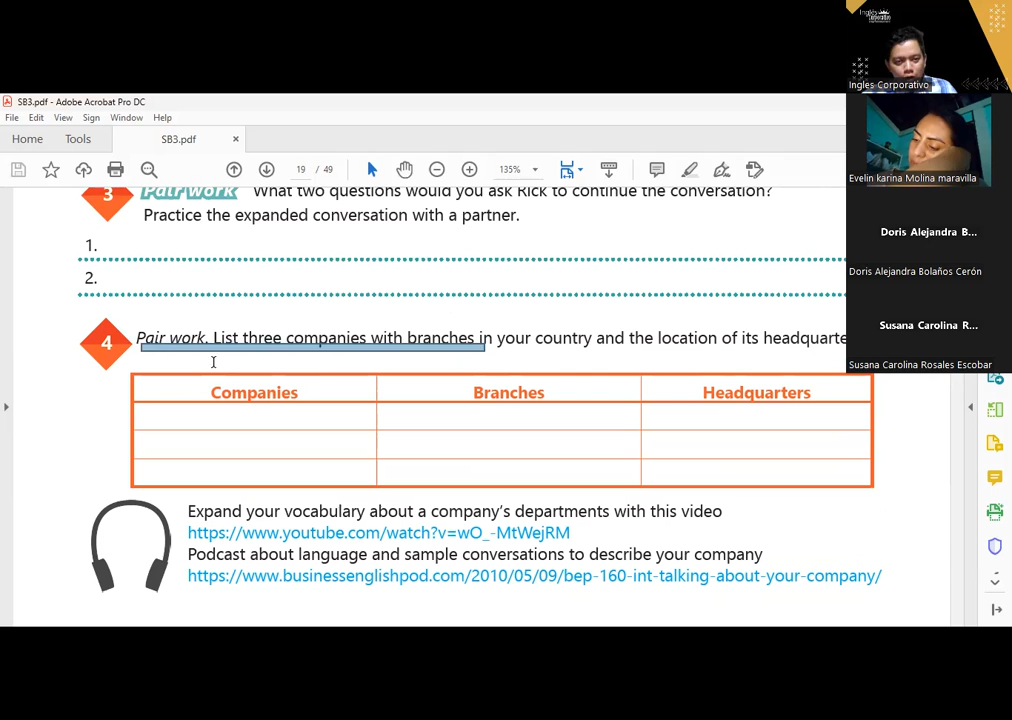 Inglés
Corporativo
Ingles Corporativo
SB3.pdf - Adobe Acrobat Pro DC
File Edit View Sign Window Help
Home Tools SB3.pdf ×
19 / 49 135%
3 Pair work What two questions would you ask Rick to continue the conversation?
Practice the expanded conversation with a partner.
1.
2.
4 Pair work. List three companies with branches in your country and the location of its headquarte
Companies Branches Headquarters
Expand your vocabulary about a company's departments with this video
https://www.youtube.com/watch?v=wO_-MtWejRM
Podcast about language and sample conversations to describe your company
https://www.businessenglishpod.com/2010/05/09/bep-160-int-talking-about-your-company/
Evelin karina Molina maravilla
Doris Alejandra B...
Doris Alejandra Bolaños Cerón
Susana Carolina R...
Susana Carolina Rosales Escobar